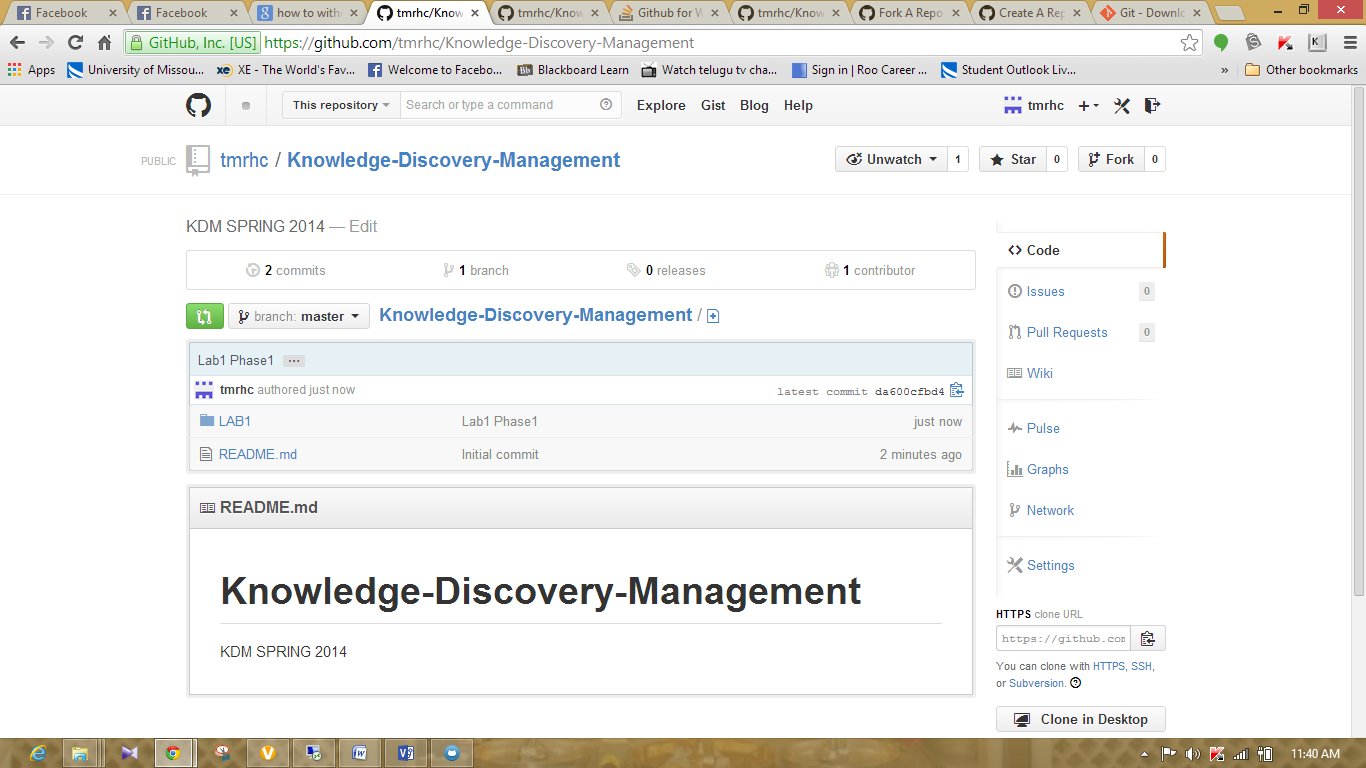 Facebook Facebook how to with tmrhc/Know tmrhc/Know Github for W tmrhc/Know Fork A Repo Create A Rep Git - Downlo
GitHub, Inc. [US] https://github.com/tmrhc/Knowledge-Discovery-Management
Apps University of Missou... XE - The World's Fav... Welcome to Facebo... Bb Blackboard Learn Watch telugu tv cha... Sign in | Roo Career ... Student Outlook Liv... » Other bookmarks
This repository Search or type a command Explore Gist Blog Help tmrhc
PUBLIC tmrhc / Knowledge-Discovery-Management Unwatch 1 Star 0 Fork 0
KDM SPRING 2014 — Edit
2 commits 1 branch 0 releases 1 contributor
branch: master Knowledge-Discovery-Management /
Lab1 Phase1 ...
tmrhc authored just now latest commit da600cfbd4
LAB1 Lab1 Phase1 just now
README.md Initial commit 2 minutes ago
README.md
Knowledge-Discovery-Management
KDM SPRING 2014
Code
Issues 0
Pull Requests 0
Wiki
Pulse
Graphs
Network
Settings
HTTPS clone URL
https://github.com
You can clone with HTTPS, SSH,
or Subversion.
Clone in Desktop
11:40 AM